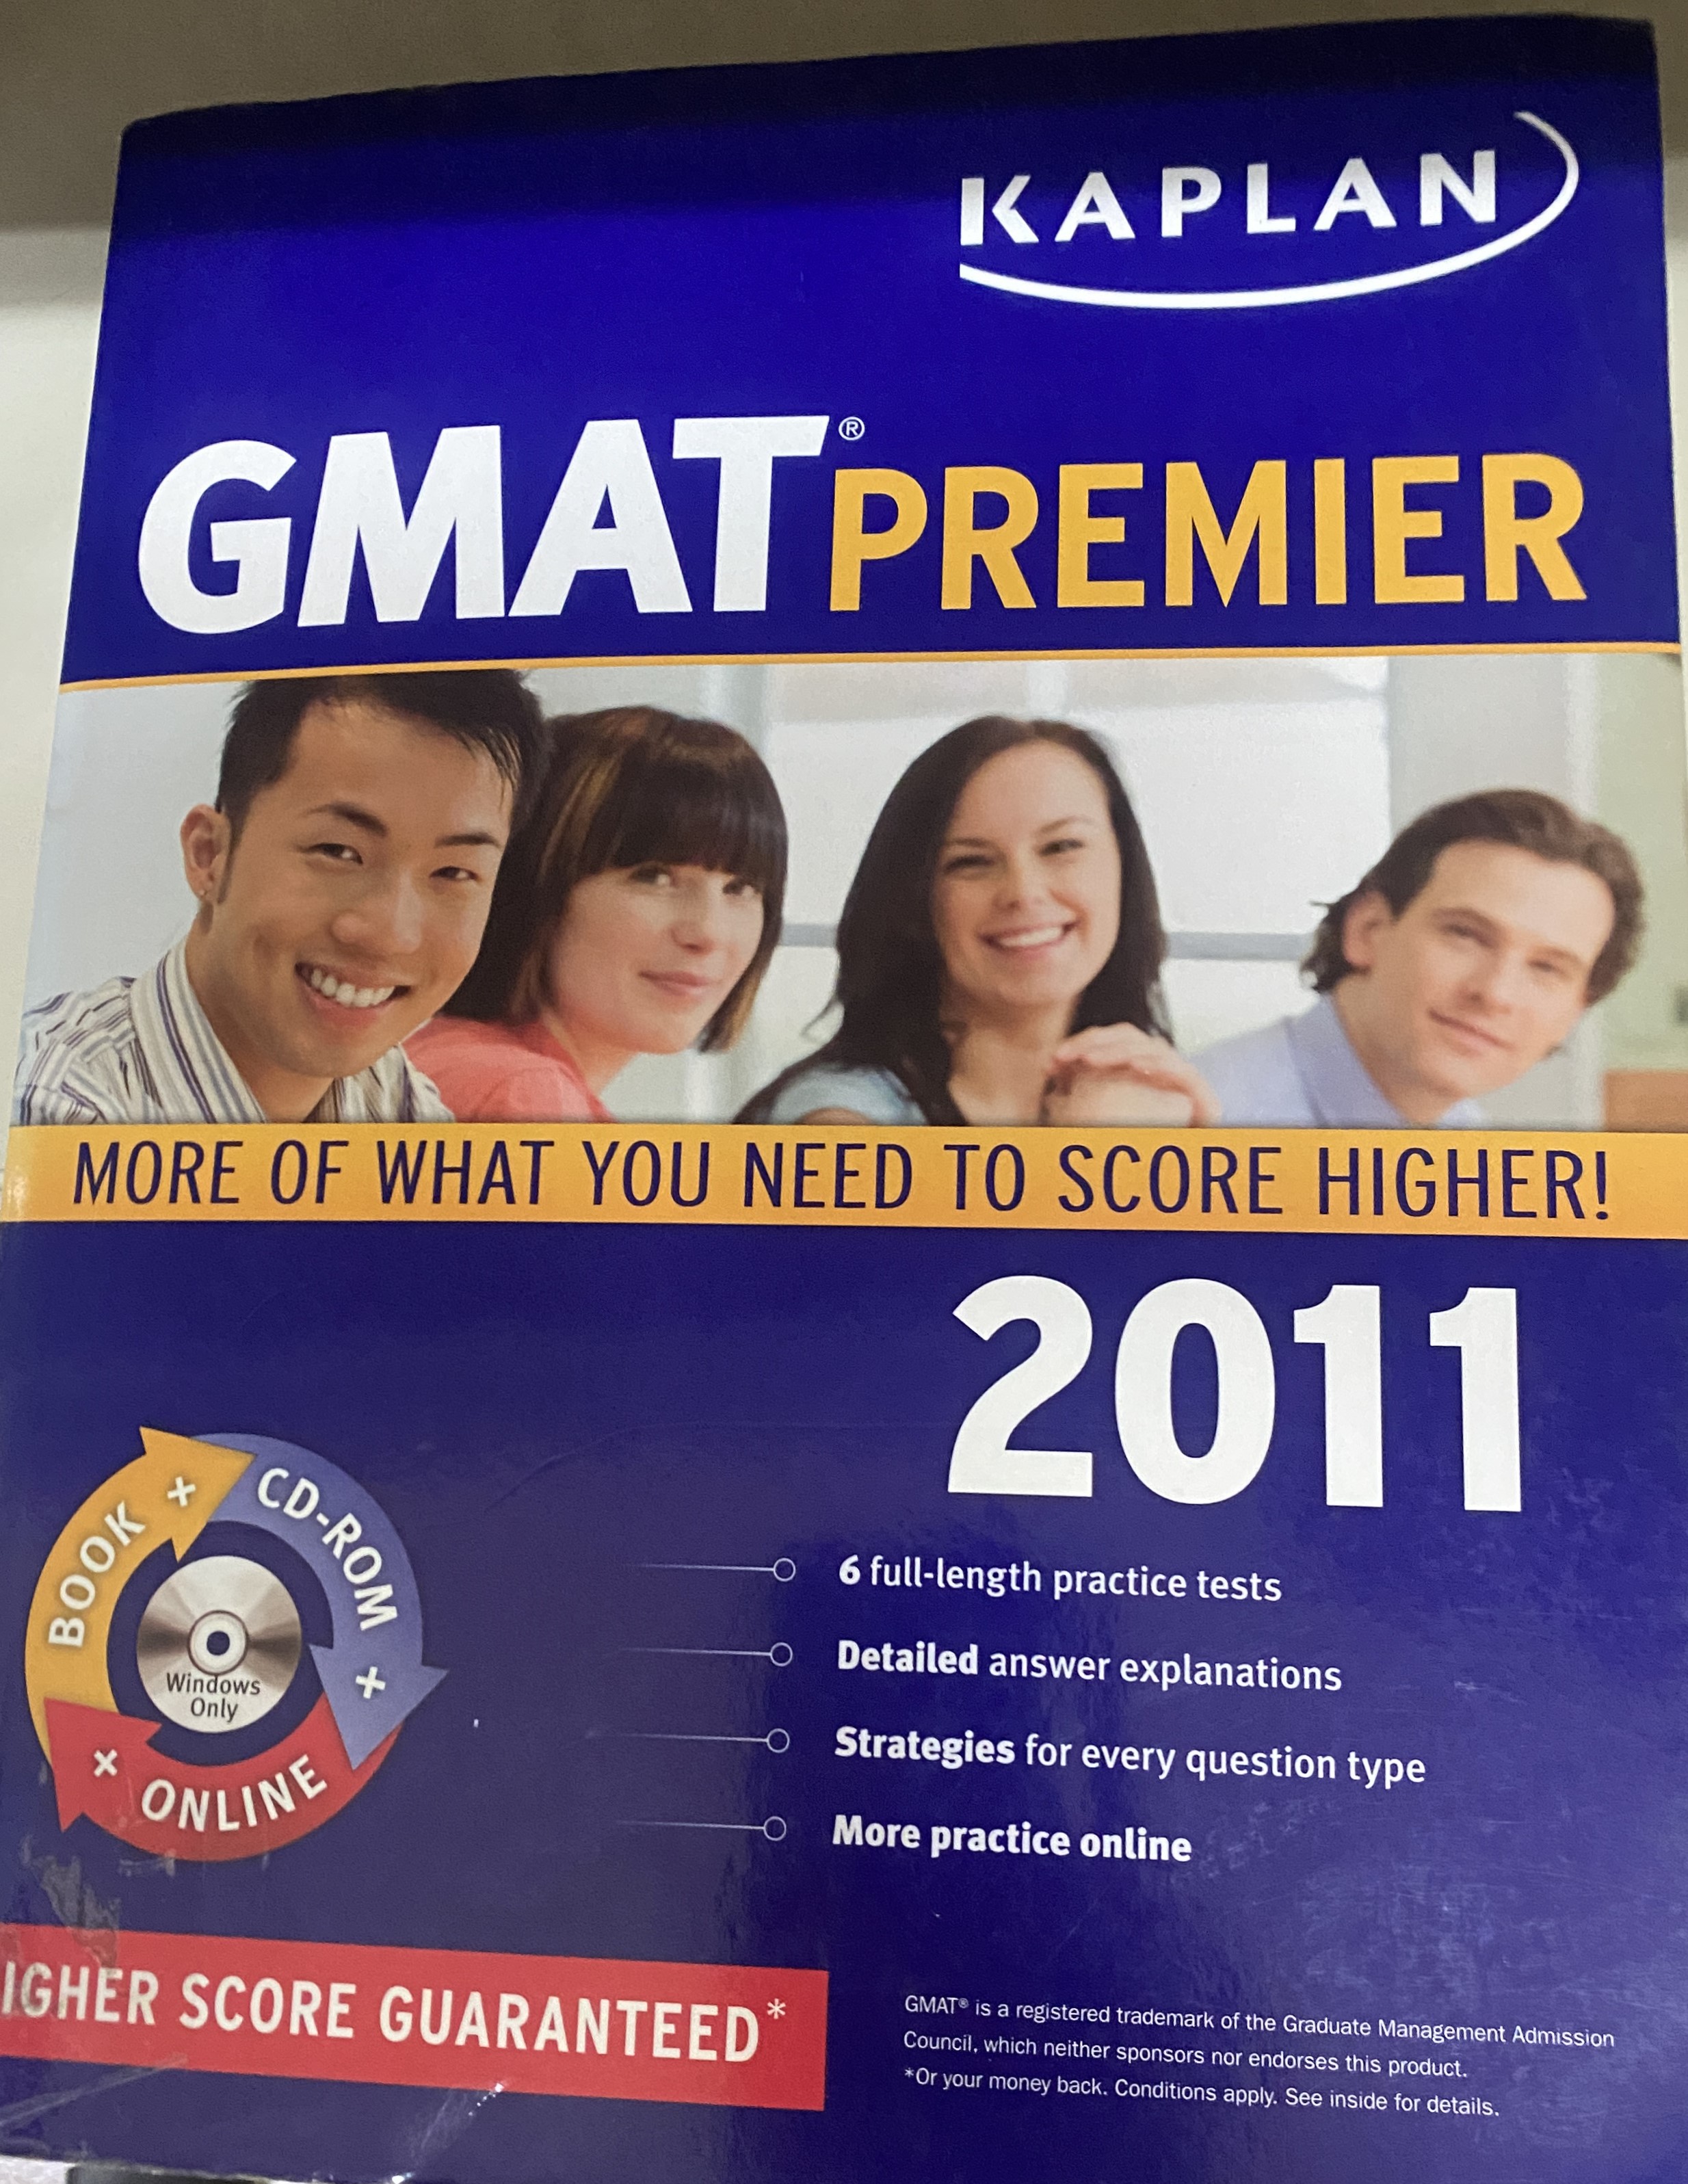 KAPLAN
GMAT® PREMIER
MORE OF WHAT YOU NEED TO SCORE HIGHER!
2011
BOOK +
CD-ROM +
ONLINE +
Windows
Only
6 full-length practice tests
Detailed answer explanations
Strategies for every question type
More practice online
IGHER SCORE GUARANTEED*
GMAT® is a registered trademark of the Graduate Management Admission
Council, which neither sponsors nor endorses this product.
*Or your money back. Conditions apply. See inside for details.